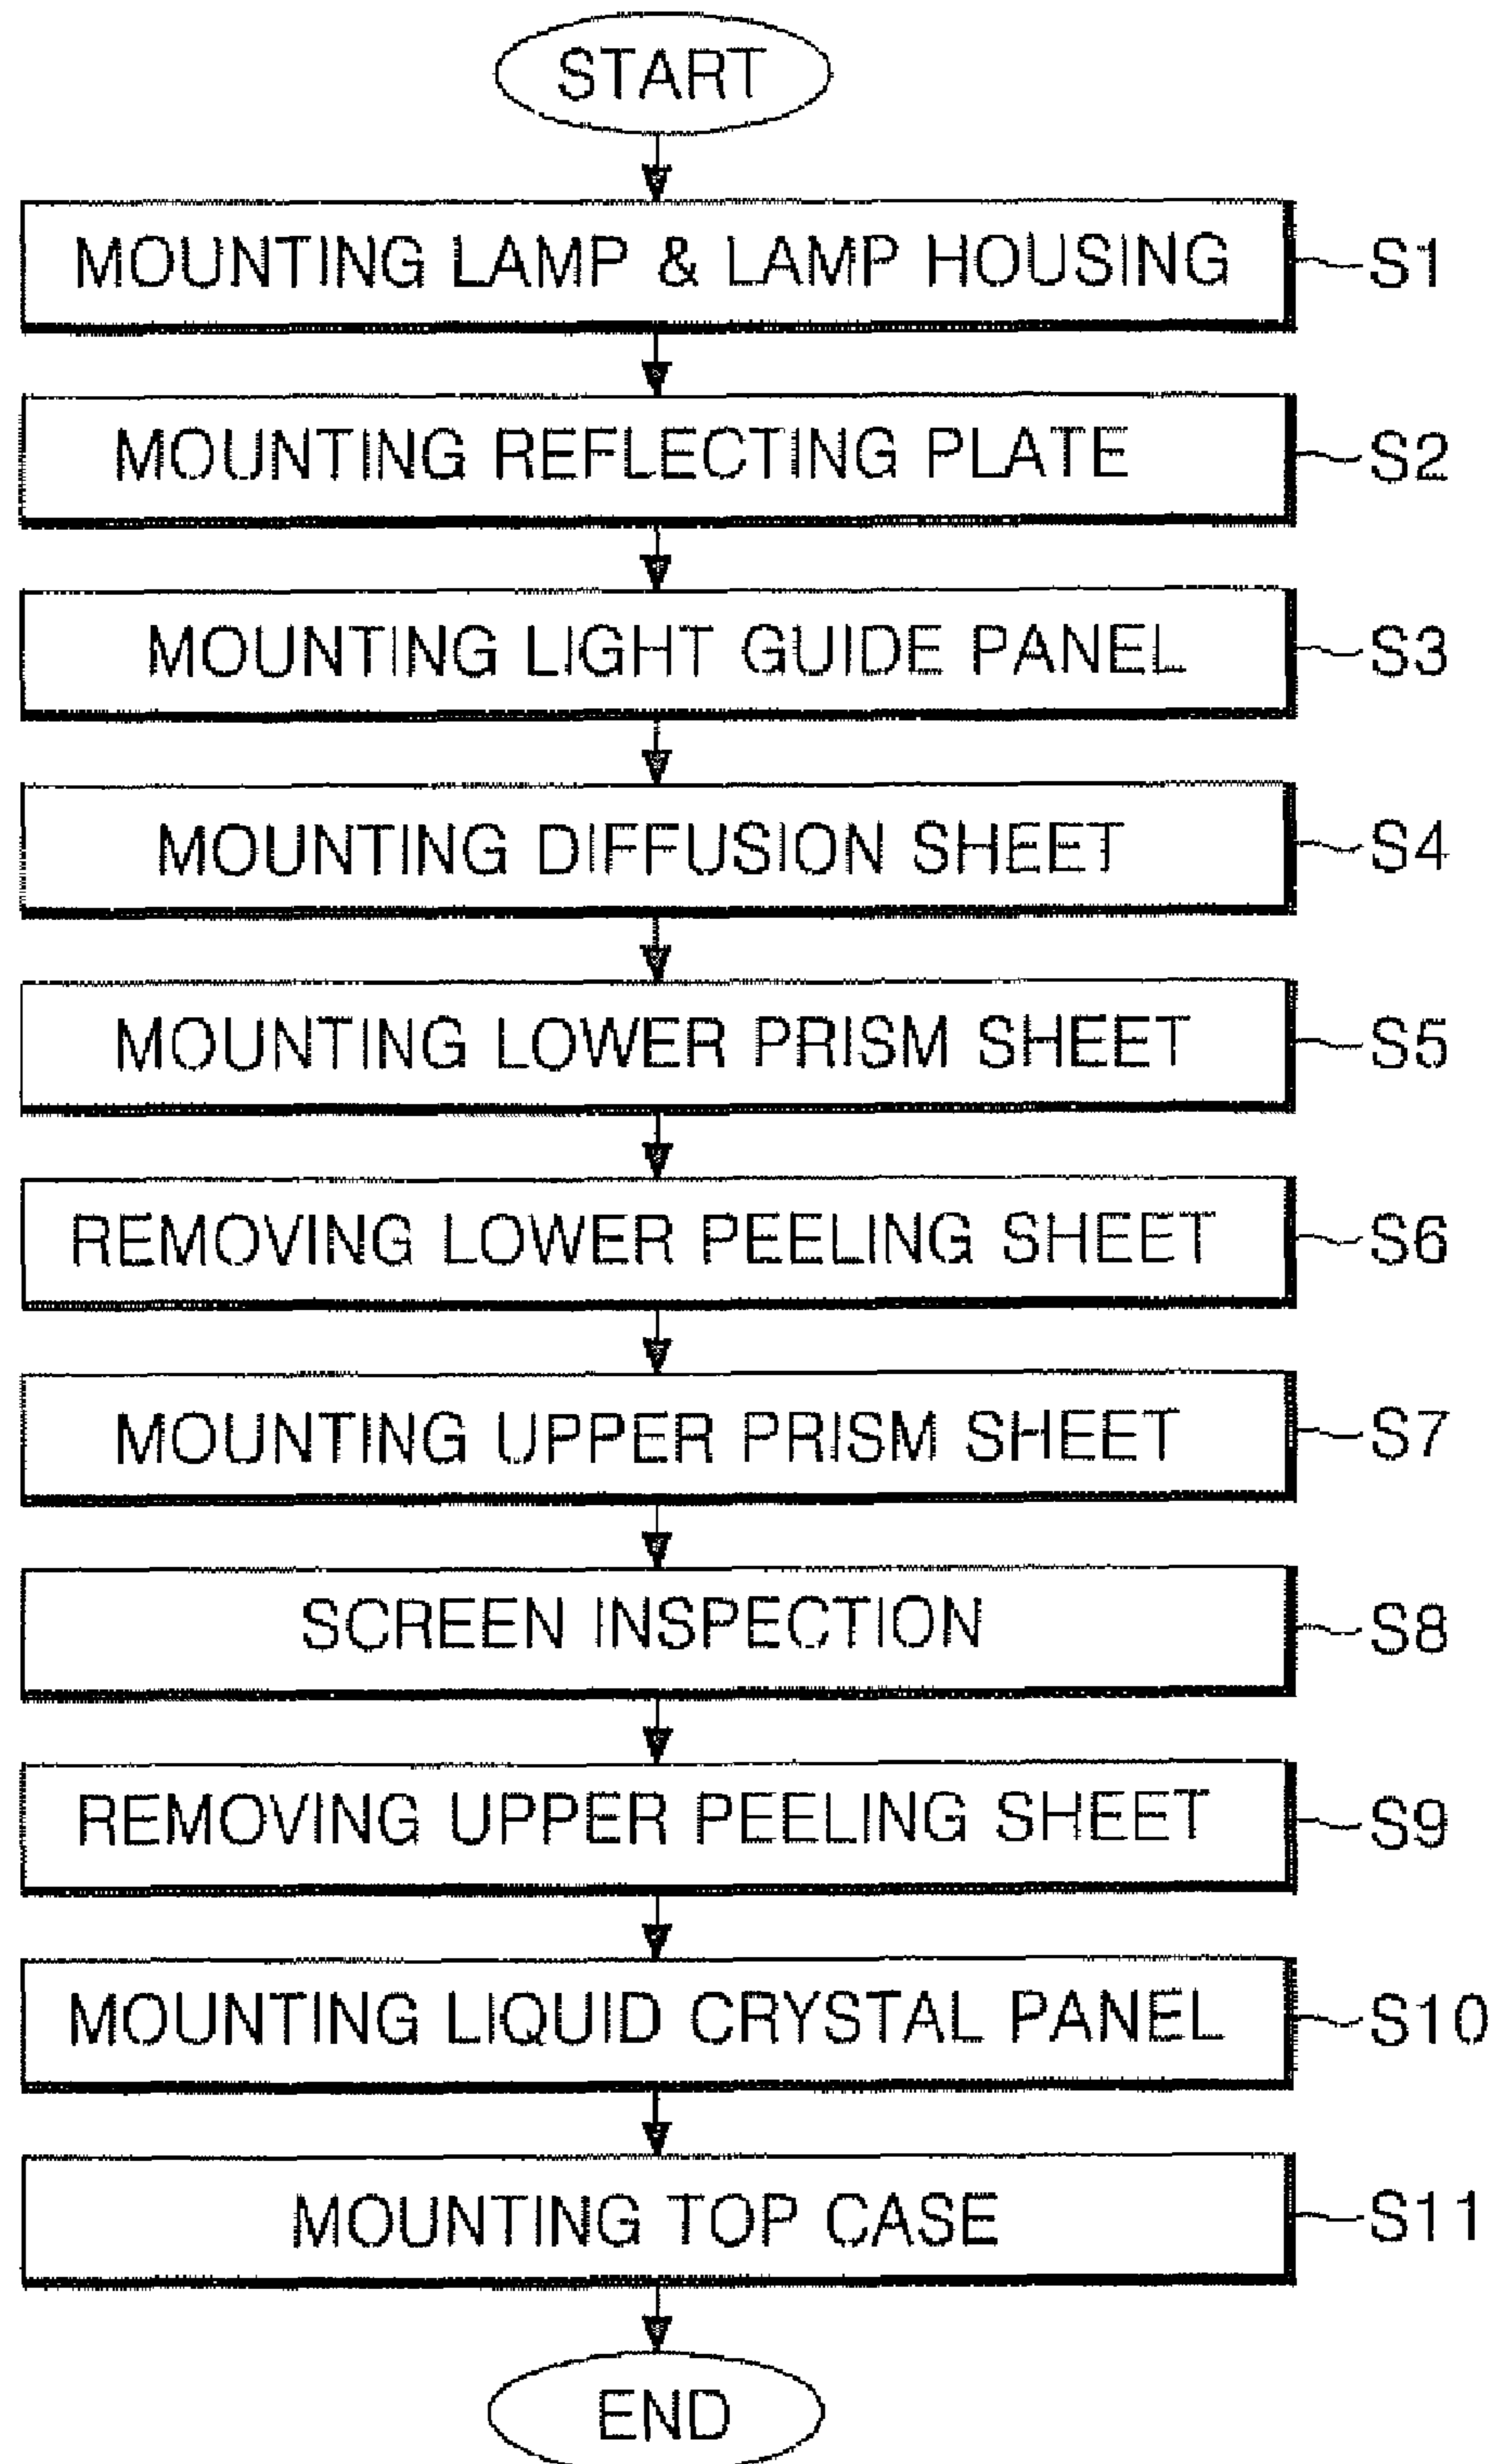 START
MOUNTING LAMP & LAMP HOUSING S1
MOUNTING REFLECTING PLATE S2
MOUNTING LIGHT GUIDE PANEL S3
MOUNTING DIFFUSION SHEET S4
MOUNTING LOWER PRISM SHEET S5
REMOVING LOWER PEELING SHEET S6
MOUNTING UPPER PRISM SHEET S7
SCREEN INSPECTION S8
REMOVING UPPER PEELING SHEET S9
MOUNTING LIQUID CRYSTAL PANEL S10
MOUNTING TOP CASE S11
END